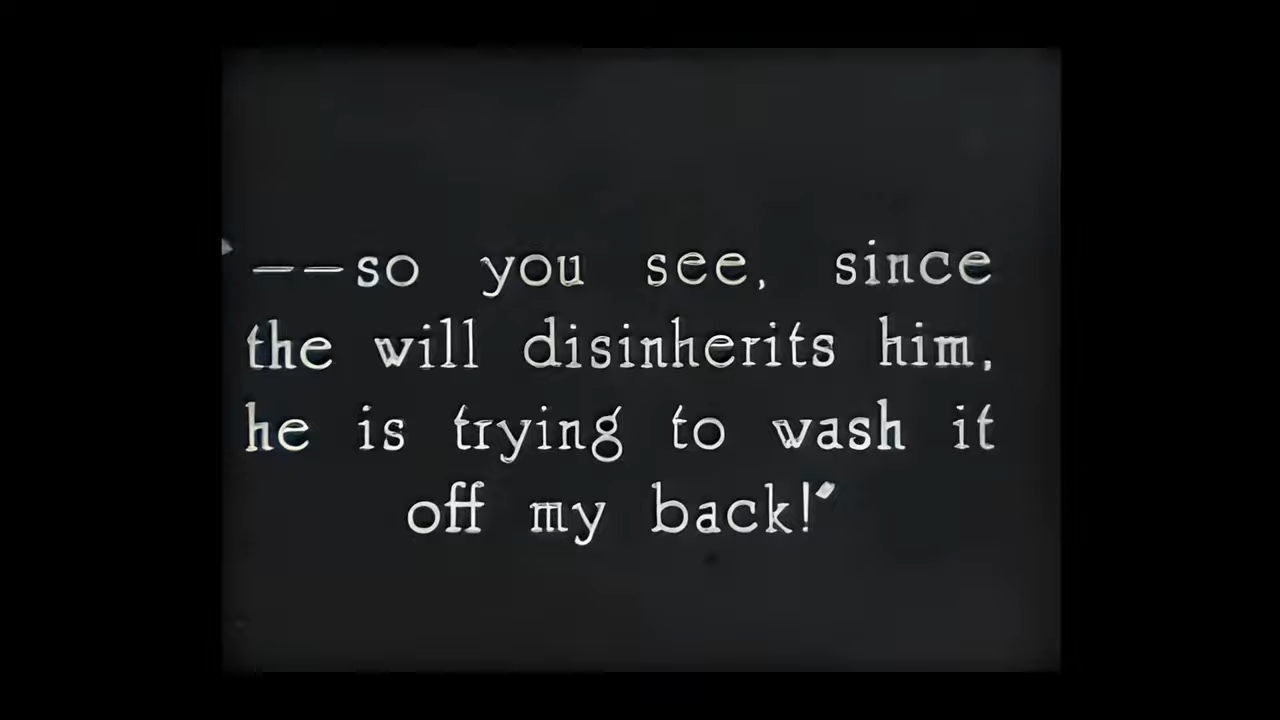 "——so you see, since
the will disinherits him,
he is trying to wash it
off my back!"